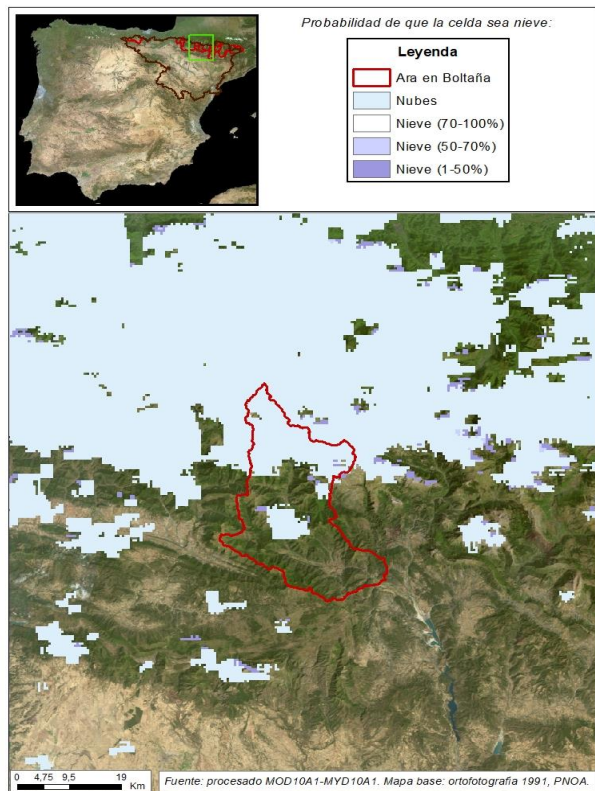 Probabilidad de que la celda sea nieve:
Leyenda
Ara en Boltaña
Nubes
Nieve (70-100%)
Nieve (50-70%)
Nieve (1-50%)
0 4,75 9,5 19
Km
Fuente: procesado MOD10A1-MYD10A1. Mapa base: ortofotografia 1991, PNOA.